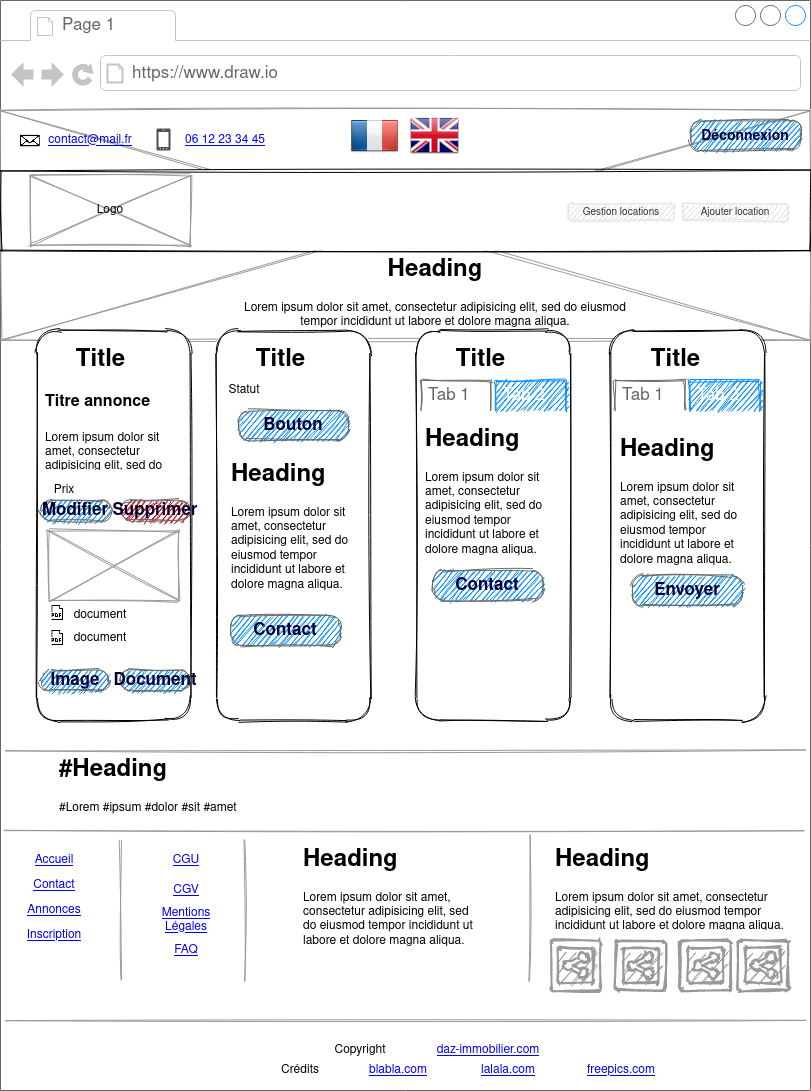 Page 1
https://www.draw.io
contact@mail.fr
06 12 23 34 45
Déconnexion
Logo
Gestion locations
Ajouter location
Heading
Lorem ipsum dolor sit amet, consectetur adipisicing elit, sed do eiusmod
tempor incididunt ut labore et dolore magna aliqua.
Title
Titre annonce
Lorem ipsum dolor sit
amet, consectetur
adipisicing elit, sed do
Prix
Modifier
Supprimer
document
document
Image
Document
Title
Statut
Bouton
Heading
Lorem ipsum dolor sit
amet, consectetur
adipisicing elit, sed do
eiusmod tempor
incididunt ut labore et
dolore magna aliqua.
Contact
Title
Tab 1
Heading
Lorem ipsum dolor sit
amet, consectetur
adipisicing elit, sed do
eiusmod tempor
incididunt ut labore et
dolore magna aliqua.
Contact
Title
Tab 1
Heading
Lorem ipsum dolor sit
amet, consectetur
adipisicing elit, sed do
eiusmod tempor
incididunt ut labore et
dolore magna aliqua.
Envoyer
#Heading
#Lorem #ipsum #dolor #sit #amet
Accueil
Contact
Annonces
Inscription
CGU
CGV
Mentions
Légales
FAQ
Heading
Lorem ipsum dolor sit amet,
consectetur adipisicing elit, sed
do eiusmod tempor incididunt ut
labore et dolore magna aliqua.
Heading
Lorem ipsum dolor sit amet, consectetur
adipisicing elit, sed do eiusmod tempor
incididunt ut labore et dolore magna aliqua.
Copyright
daz-immobilier.com
Crédits
blabla.com
lalala.com
freepics.com